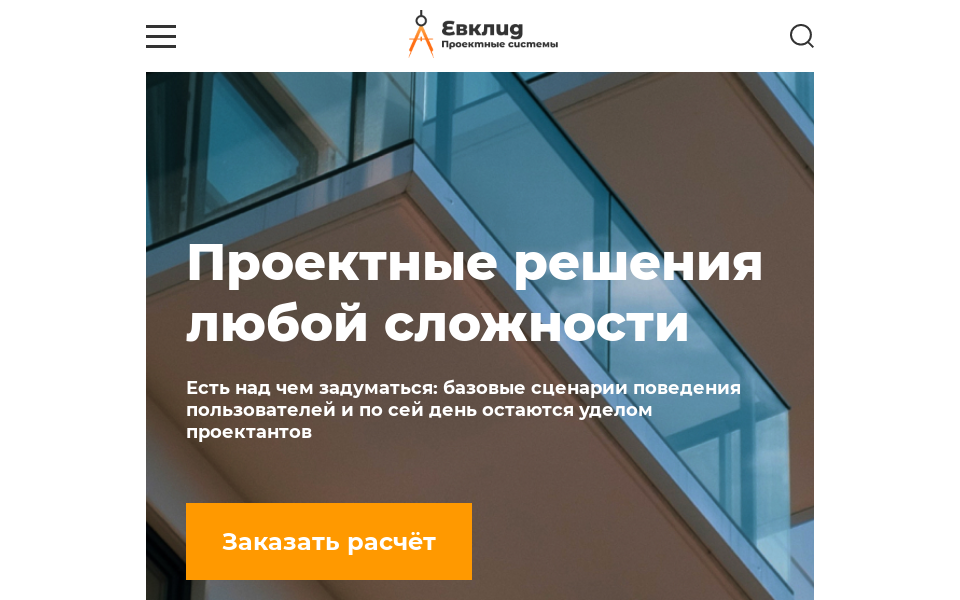 Евклид
Проектные системы
Проектные решения
любой сложности
Есть над чем задуматься: базовые сценарии поведения
пользователей и по сей день остаются уделом
проектантов
Заказать расчёт